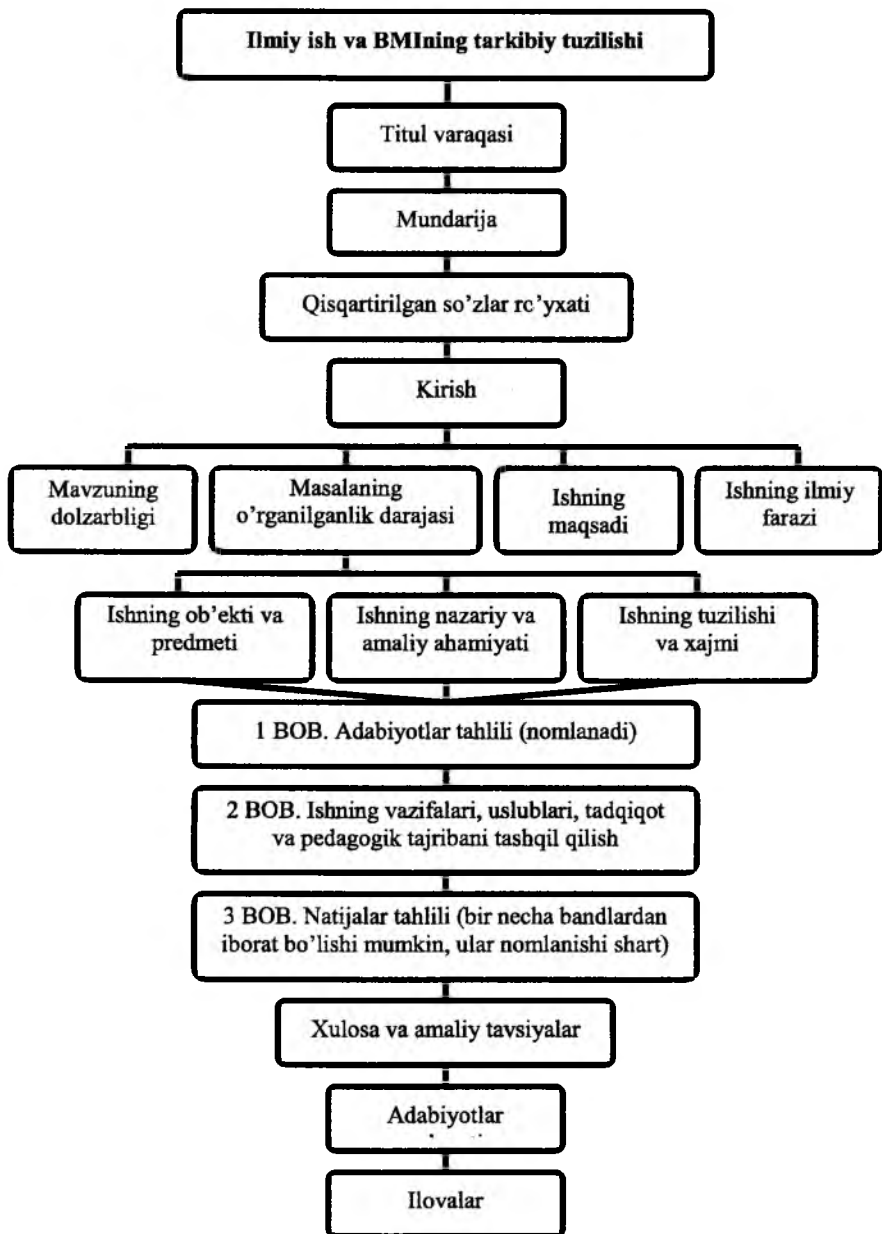 Ilmiy ish va BMIning tarkibiy tuzilishi
Titul varaqasi
Mundarija
Qisqartirilgan so'zlar rc'yxati
Kirish
Mavzuning
dolzarbligi
Masalaning
o'rganilganlik darajasi
Ishning
maqsadi
Ishning ilmiy
farazi
Ishning ob'ekti va
predmeti
Ishning nazariy va
amaliy ahamiyati
Ishning tuzilishi
va xajmi
1 BOB. Adabiyotlar tahlili (nomlanadi)
2 BOB. Ishning vazifalari, uslublari, tadqiqot
va pedagogik tajribani tashqil qilish
3 BOB. Natijalar tahlili (bir necha bandlardan
iborat bo'lishi mumkin, ular nomlanishi shart)
Xulosa va amaliy tavsiyalar
Adabiyotlar
Ilovalar